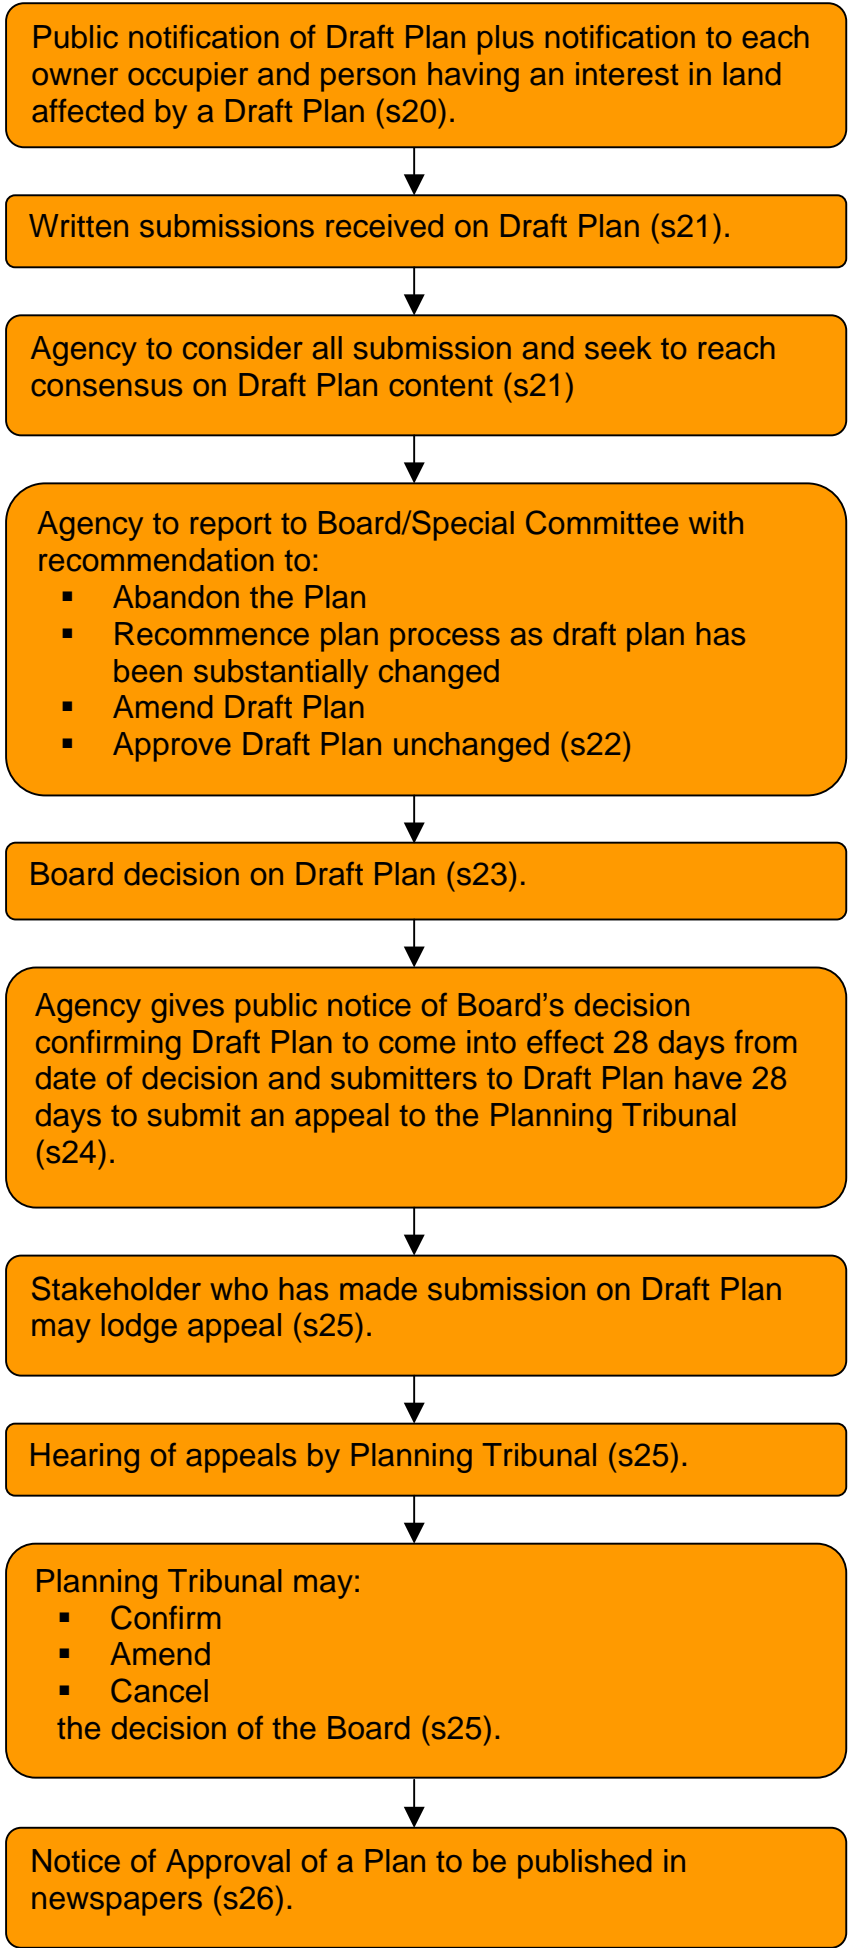 Public notification of Draft Plan plus notification to each
owner occupier and person having an interest in land
affected by a Draft Plan (s20).
Written submissions received on Draft Plan (s21).
Agency to consider all submission and seek to reach
consensus on Draft Plan content (s21)
Agency to report to Board/Special Committee with
recommendation to:
▪ Abandon the Plan
▪ Recommence plan process as draft plan has
been substantially changed
▪ Amend Draft Plan
▪ Approve Draft Plan unchanged (s22)
Board decision on Draft Plan (s23).
Agency gives public notice of Board’s decision
confirming Draft Plan to come into effect 28 days from
date of decision and submitters to Draft Plan have 28
days to submit an appeal to the Planning Tribunal
(s24).
Stakeholder who has made submission on Draft Plan
may lodge appeal (s25).
Hearing of appeals by Planning Tribunal (s25).
Planning Tribunal may:
▪ Confirm
▪ Amend
▪ Cancel
the decision of the Board (s25).
Notice of Approval of a Plan to be published in
newspapers (s26).